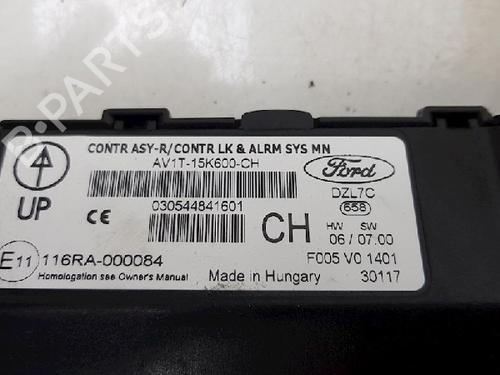 CONTR ASY-R/CONTR LK & ALRM SYS MN
AV1T-15K600-CH
Ford
DZL7C
658
UP
CE
030544841601
CH
HW SW
06 / 07.00
E11 116RA-000084
F005 V0 1401
Homologation see Owner's Manual
Made in Hungary
30117